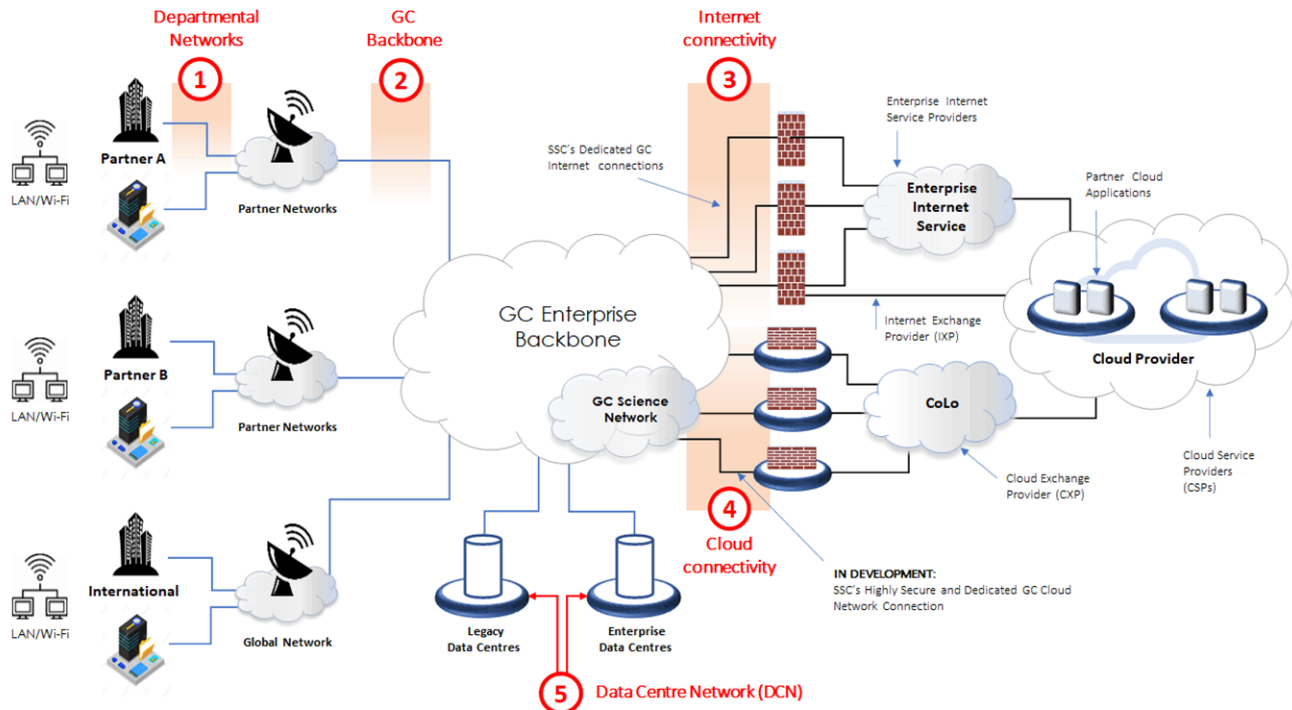 Departmental
Networks
1
GC
Backbone
2
Internet
connectivity
3
LAN/Wi-Fi
Partner A
Partner Networks
SSC's Dedicated GC
Internet connections
Enterprise Internet
Service Providers
Enterprise
Internet
Service
Partner Cloud
Applications
LAN/Wi-Fi
Partner B
Partner Networks
GC Enterprise
Backbone
GC Science
Network
Internet Exchange
Provider (IXP)
Cloud Provider
CoLo
Cloud Exchange
Provider (CXP)
Cloud Service
Providers
(CSPs)
4
Cloud
connectivity
IN DEVELOPMENT:
SSC's Highly Secure and Dedicated GC Cloud
Network Connection
LAN/Wi-Fi
International
Global Network
Legacy
Data Centres
Enterprise
Data Centres
5
Data Centre Network (DCN)